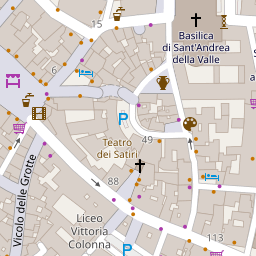 15
Basilica
di Sant'Andrea
della Valle
6
P
Teatro
dei Satiri
49
88
Vicolo delle Grotte
Liceo
Vittoria
Colonna
113
P